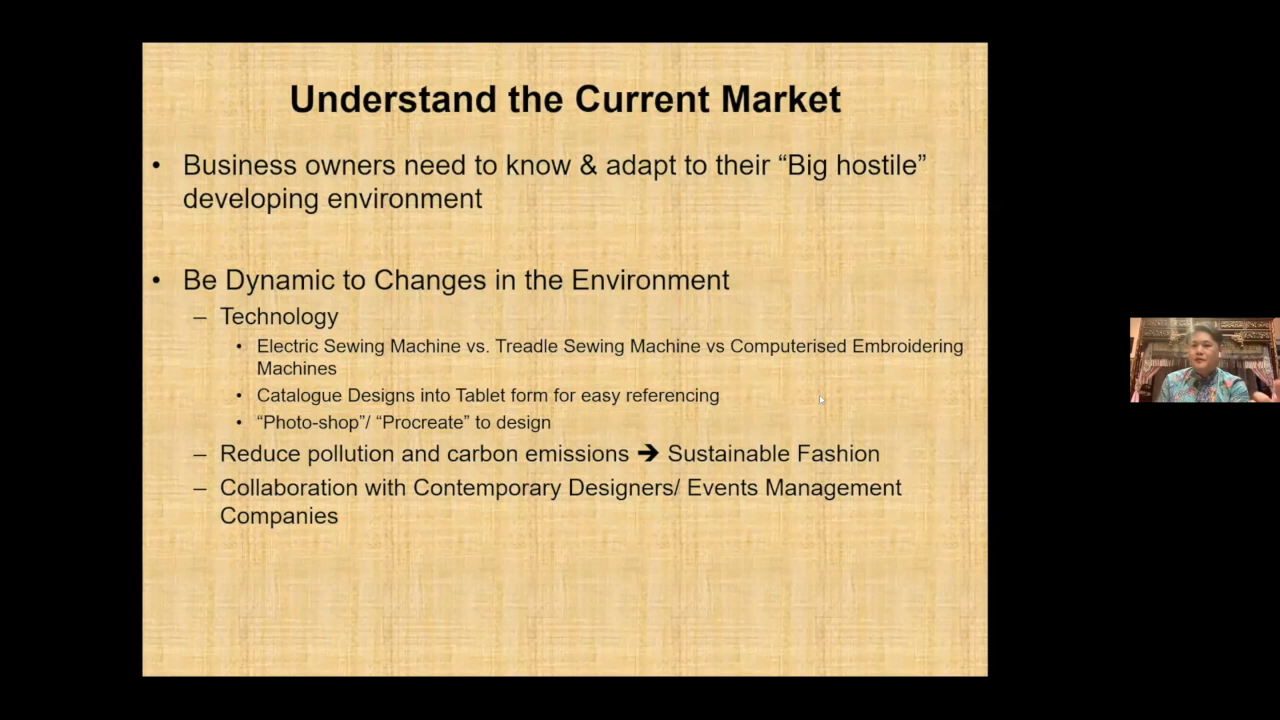 Understand the Current Market
• Business owners need to know & adapt to their “Big hostile”
developing environment
• Be Dynamic to Changes in the Environment
– Technology
• Electric Sewing Machine vs. Treadle Sewing Machine vs Computerised Embroidering
Machines
• Catalogue Designs into Tablet form for easy referencing
• “Photo-shop”/ “Procreate” to design
– Reduce pollution and carbon emissions ➔ Sustainable Fashion
– Collaboration with Contemporary Designers/ Events Management
Companies